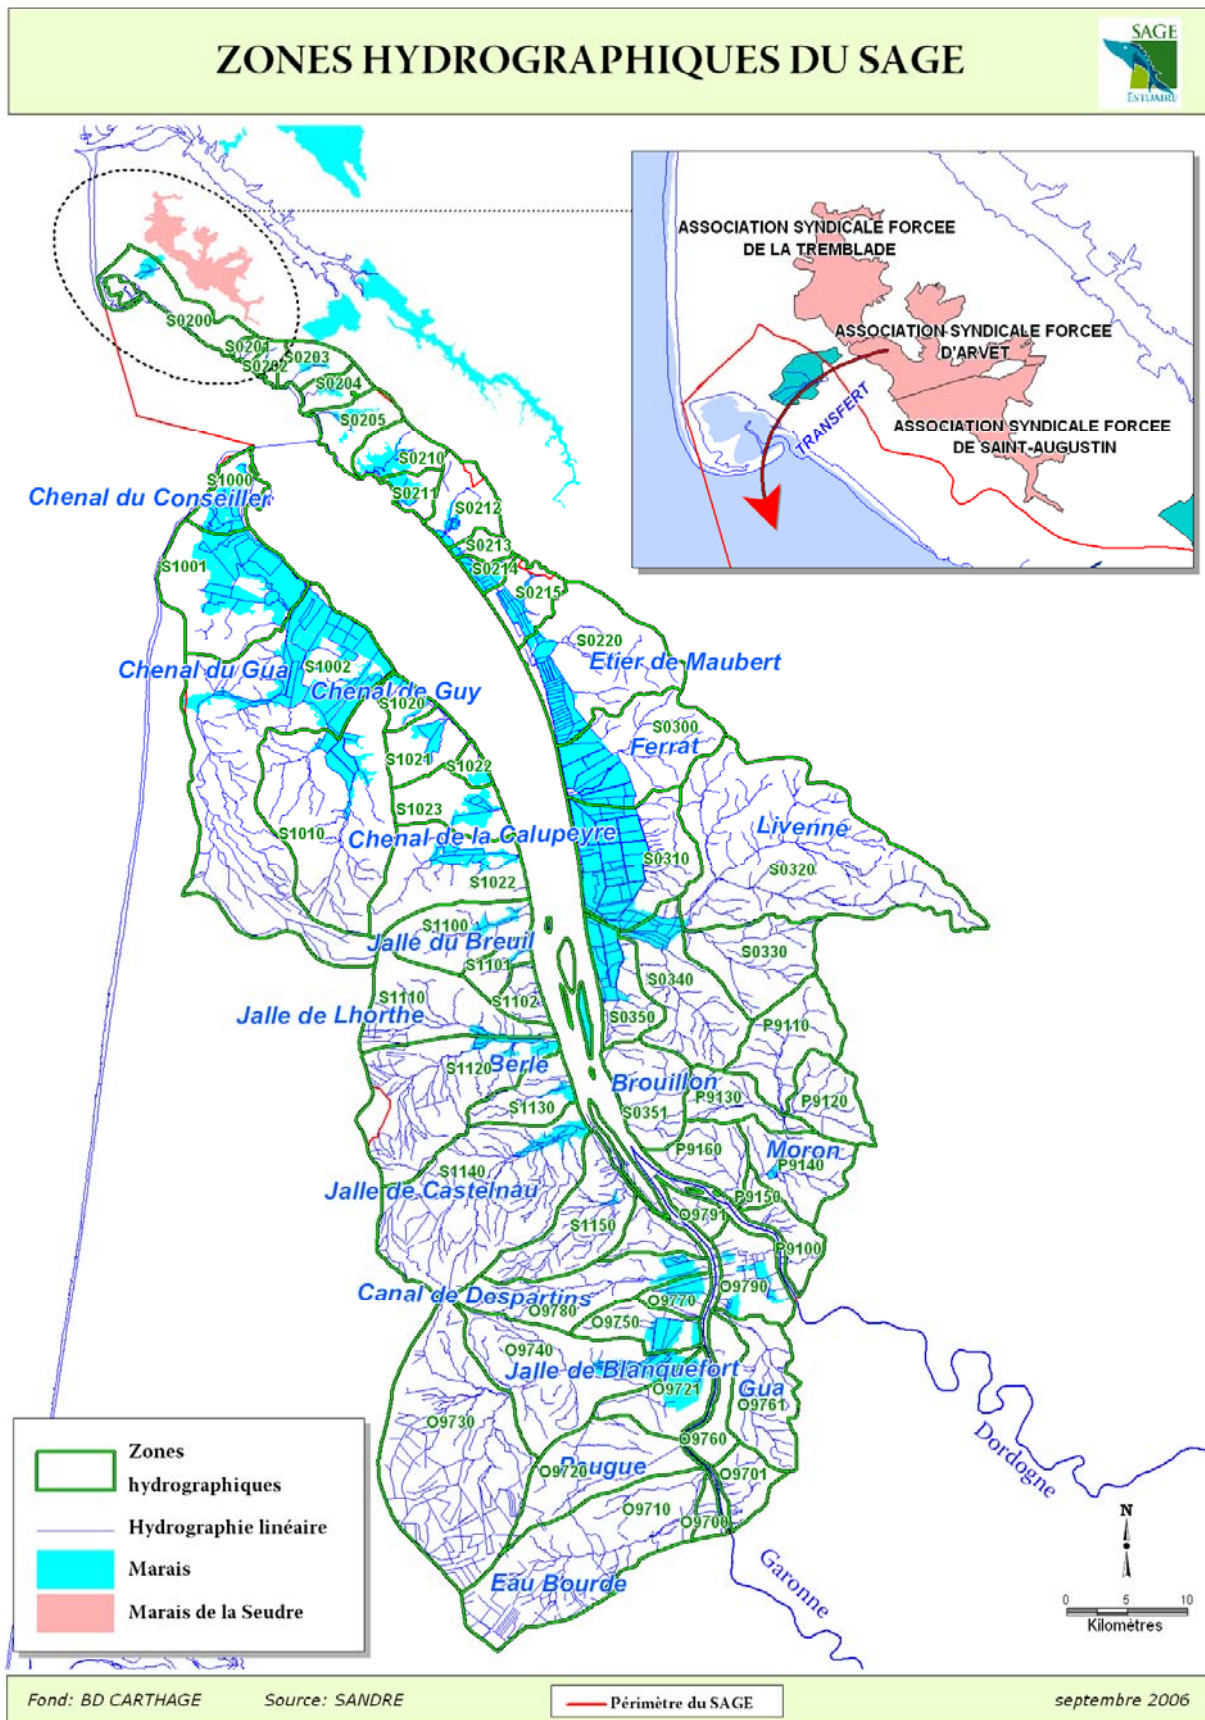 ZONES HYDROGRAPHIQUES DU SAGE
SAGE
ESTUAIRE
ASSOCIATION SYNDICALE FORCEE
DE LA TREMBLADE
ASSOCIATION SYNDICALE FORCEE
D'ARVET
TRANSFERT
ASSOCIATION SYNDICALE FORCEE
DE SAINT-AUGUSTIN
S0200
S0201
S0202
S0203
S0204
S0205
S0210
S0211
S0212
S0213
S0214
S0215
S0220
Etier de Maubert
S1000
Chenal du Conseiller
S1001
Chenal du Gua
S1002
Chenal de Guy
S1020
S1021
S1022
S1023
S1010
Chenal de la Calupeyre
S1022
S0300
Ferrat
Livenne
S0310
S0320
S1100
Jalle du Breuil
S1101
S1102
S1110
Jalle de Lhorthe
S0330
S0340
S0350
P9110
S1120
Berle
S1130
Brouillon
P9130
P9120
S0351
P9160
Moron
P9140
P9150
S1140
Jalle de Castelnau
S1150
O9791
P9100
O9790
Canal de Despartins
O9780
O9770
O9750
O9740
Jalle de Blanquefort
O9721
Gua
O9761
O9730
O9760
O9720
Peugue
O9701
O9710
O9700
Eau Bourde
Dordogne
Garonne
Zones
hydrographiques
Hydrographie linéaire
Marais
Marais de la Seudre
N
0 5 10
Kilomètres
Fond: BD CARTHAGE
Source: SANDRE
Périmètre du SAGE
septembre 2006